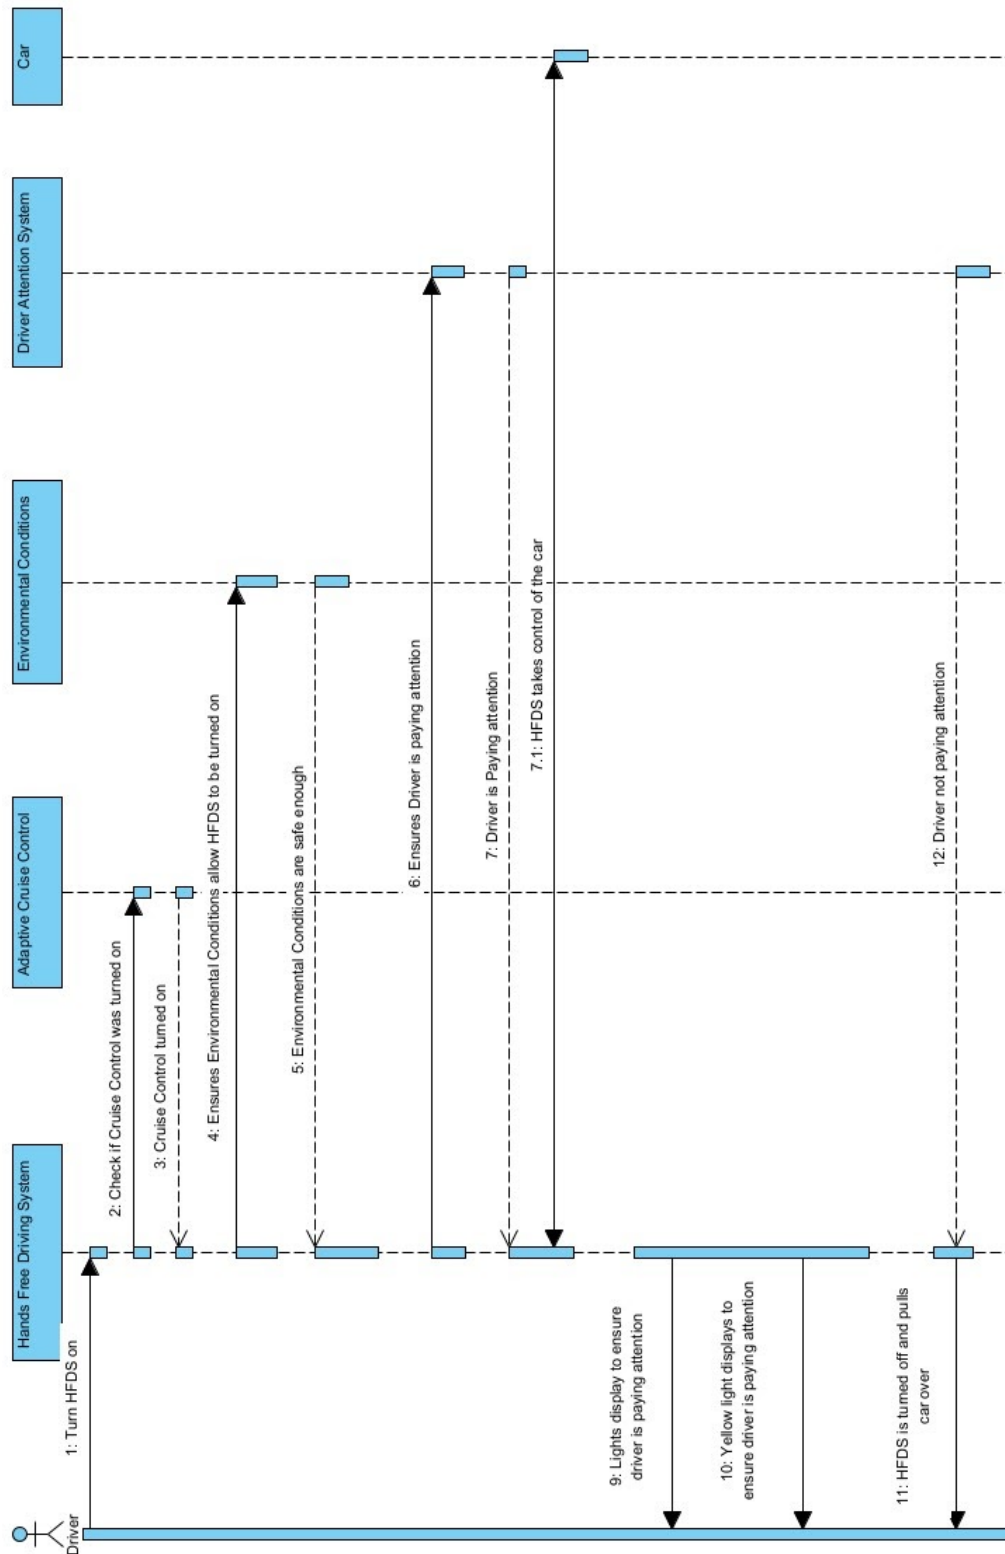 Driver
Hands Free Driving System
Adaptive Cruise Control
Environmental Conditions
Driver Attention System
Car
1: Turn HFDS on
2: Check if Cruise Control was turned on
3: Cruise Control turned on
4: Ensures Environmental Conditions allow HFDS to be turned on
5: Environmental Conditions are safe enough
6: Ensures Driver is paying attention
7: Driver is Paying attention
7.1: HFDS takes control of the car
9: Lights display to ensure
driver is paying attention
10: Yellow light displays to
ensure driver is paying attention
11: HFDS is turned off and pulls
car over
12: Driver not paying attention